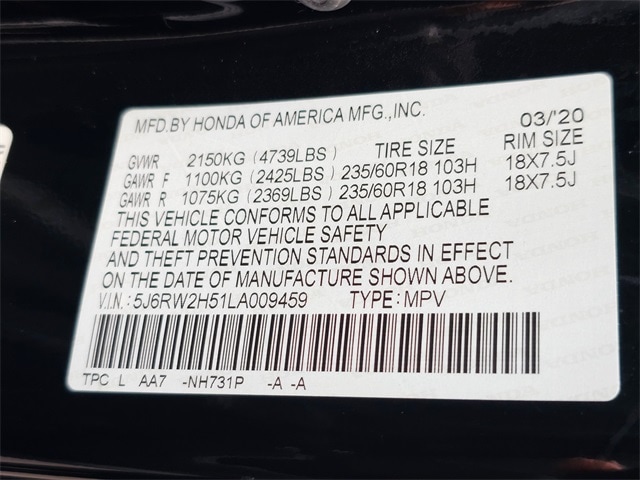 MFD.BY HONDA OF AMERICA MFG.,INC. 03/'20
GVWR 2150KG (4739LBS) TIRE SIZE RIM SIZE
GAWR F 1100KG (2425LBS) 235/60R18 103H 18X7.5J
GAWR R 1075KG (2369LBS) 235/60R18 103H 18X7.5J
THIS VEHICLE CONFORMS TO ALL APPLICABLE
FEDERAL MOTOR VEHICLE SAFETY
AND THEFT PREVENTION STANDARDS IN EFFECT
ON THE DATE OF MANUFACTURE SHOWN ABOVE.
V.I.N.: 5J6RW2H51LA009459 TYPE: MPV
TPC L AA7 -NH731P -A -A